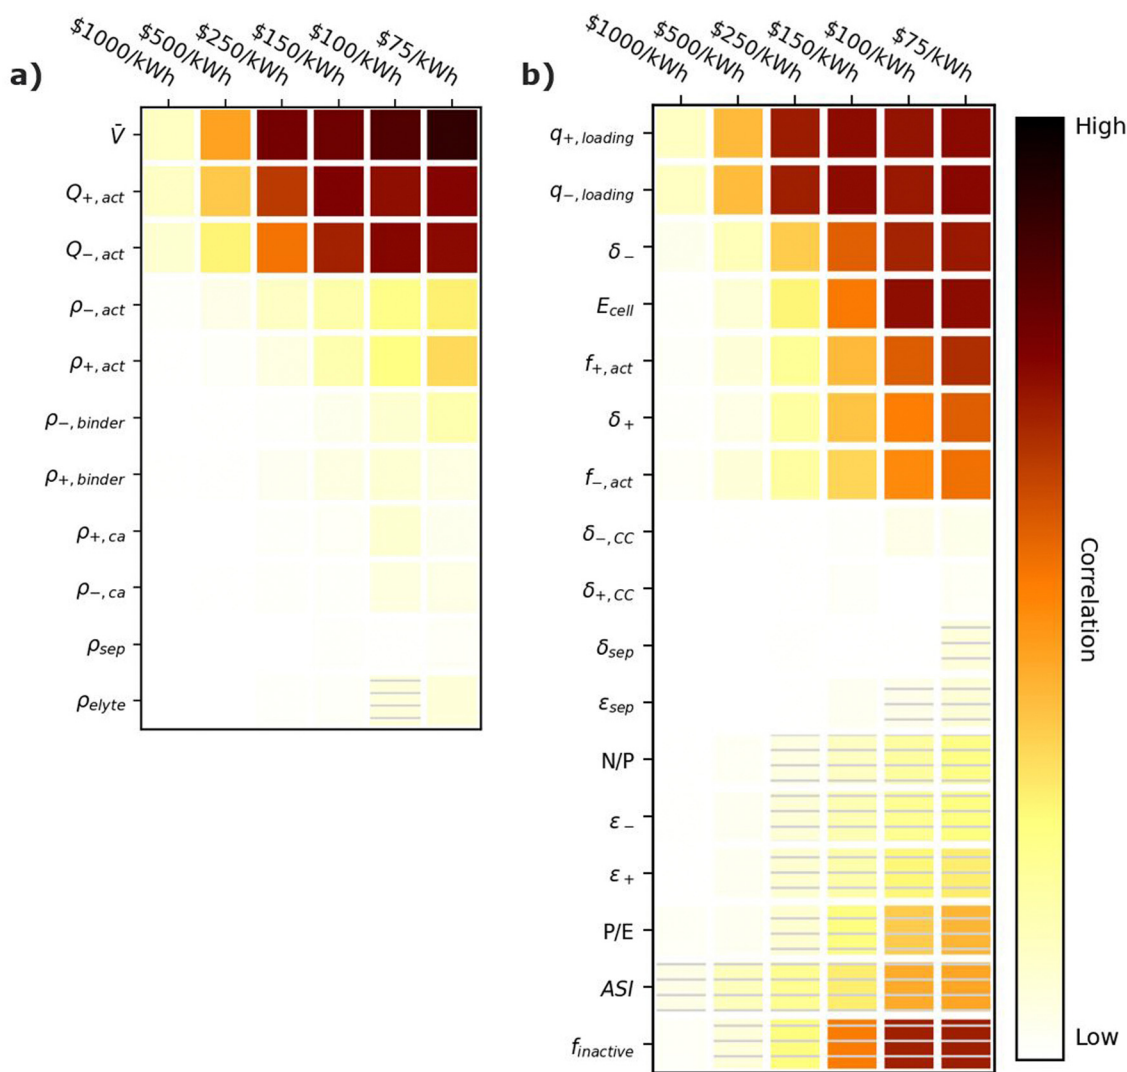 a)
$1000/kWh
$500/kWh
$250/kWh
$150/kWh
$100/kWh
$75/kWh
V̄
Q+, act
Q−, act
ρ−, act
ρ+, act
ρ−, binder
ρ+, binder
ρ+, ca
ρ−, ca
ρsep
ρelyte
b)
$1000/kWh
$500/kWh
$250/kWh
$150/kWh
$100/kWh
$75/kWh
q+, loading
q−, loading
δ−
Ecell
f+, act
δ+
f−, act
δ−, CC
δ+, CC
δsep
εsep
N/P
ε−
ε+
P/E
ASI
finactive
High
Correlation
Low